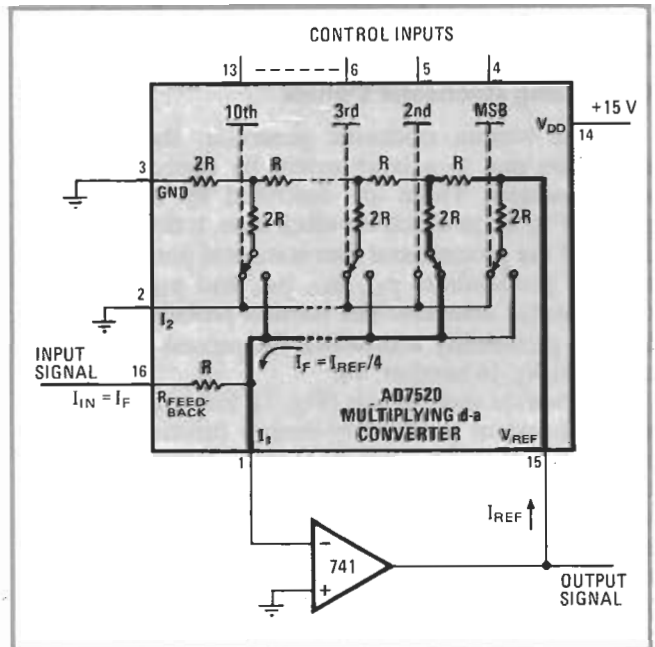 CONTROL INPUTS
13 6 5 4
10th 3rd 2nd MSB
+15 V
V_DD
14
2R R R R
3
GND
2R 2R 2R 2R
2
I₂
INPUT
SIGNAL
I_F = I_REF/4
16 R
I_IN = I_F
R_FEED-
BACK
AD7520
MULTIPLYING d-a
CONVERTER
I₁
V_REF
1
15
I_REF
−
741
+
OUTPUT
SIGNAL